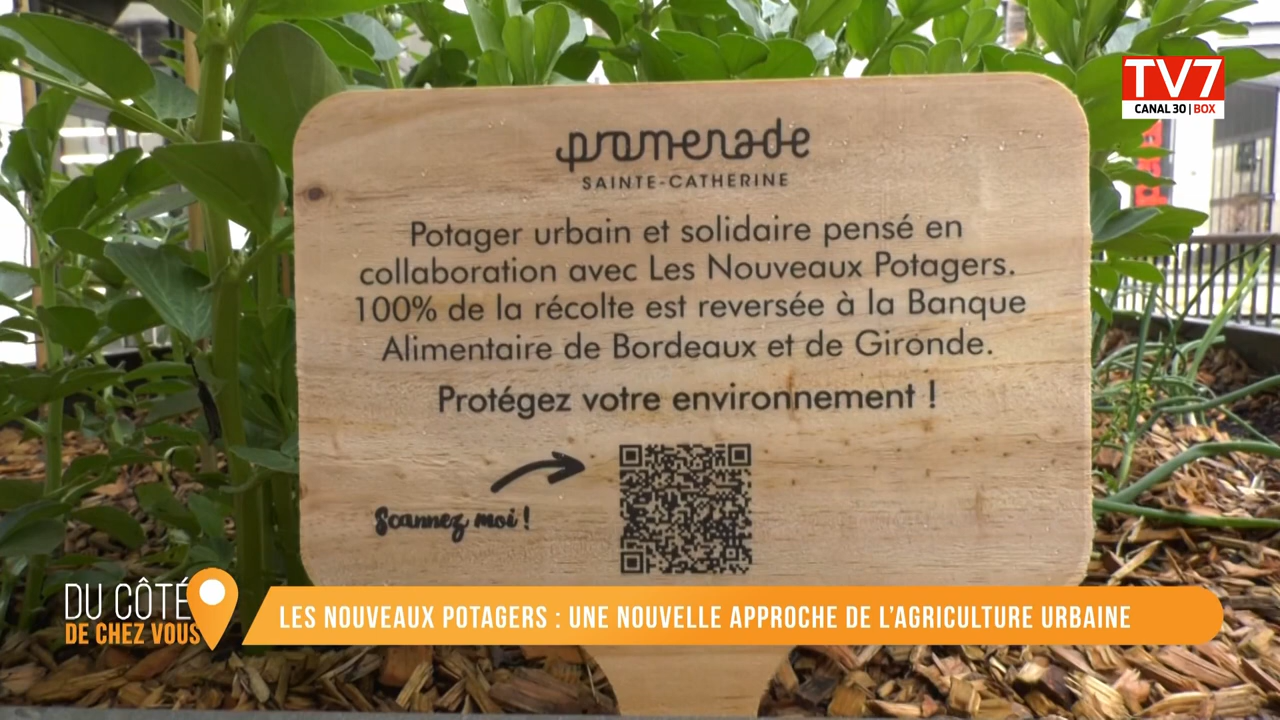 TV7
CANAL 30 | BOX
promenade
SAINTE-CATHERINE
Potager urbain et solidaire pensé en
collaboration avec Les Nouveaux Potagers.
100% de la récolte est reversée à la Banque
Alimentaire de Bordeaux et de Gironde.
Protégez votre environnement !
Scannez moi !
DU CÔTÉ
DE CHEZ VOUS
LES NOUVEAUX POTAGERS : UNE NOUVELLE APPROCHE DE L'AGRICULTURE URBAINE